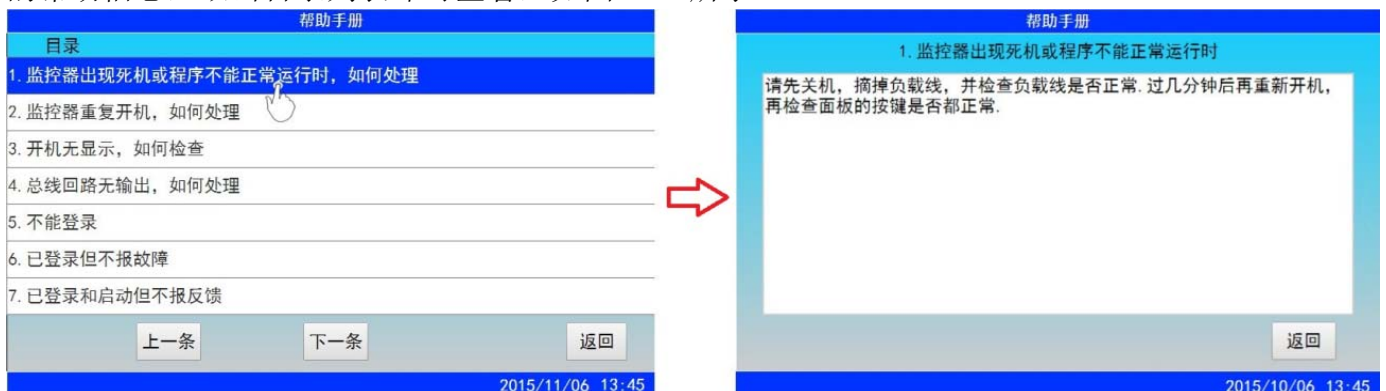 帮助手册
目录
1. 监控器出现死机或程序不能正常运行时，如何处理
2. 监控器重复开机，如何处理
3. 开机无显示，如何检查
4. 总线回路无输出，如何处理
5. 不能登录
6. 已登录但不报故障
7. 已登录和启动但不报反馈
上一条
下一条
返回
2015/11/06 13:45
帮助手册
1. 监控器出现死机或程序不能正常运行时
请先关机，摘掉负载线，并检查负载线是否正常.过几分钟后再重新开机，
再检查面板的按键是否都正常.
返回
2015/10/06 13:45